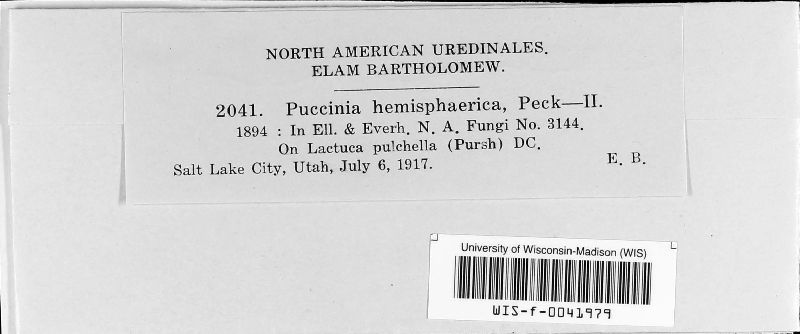 NORTH AMERICAN UREDINALES.
ELAM BARTHOLOMEW.
2041. Puccinia hemisphaerica, Peck—II.
1894 : In Ell. & Everh. N. A. Fungi No. 3144.
On Lactuca pulchella (Pursh) DC.
Salt Lake City, Utah, July 6, 1917. E. B.
University of Wisconsin-Madison (WIS)
WIS-f-0041979